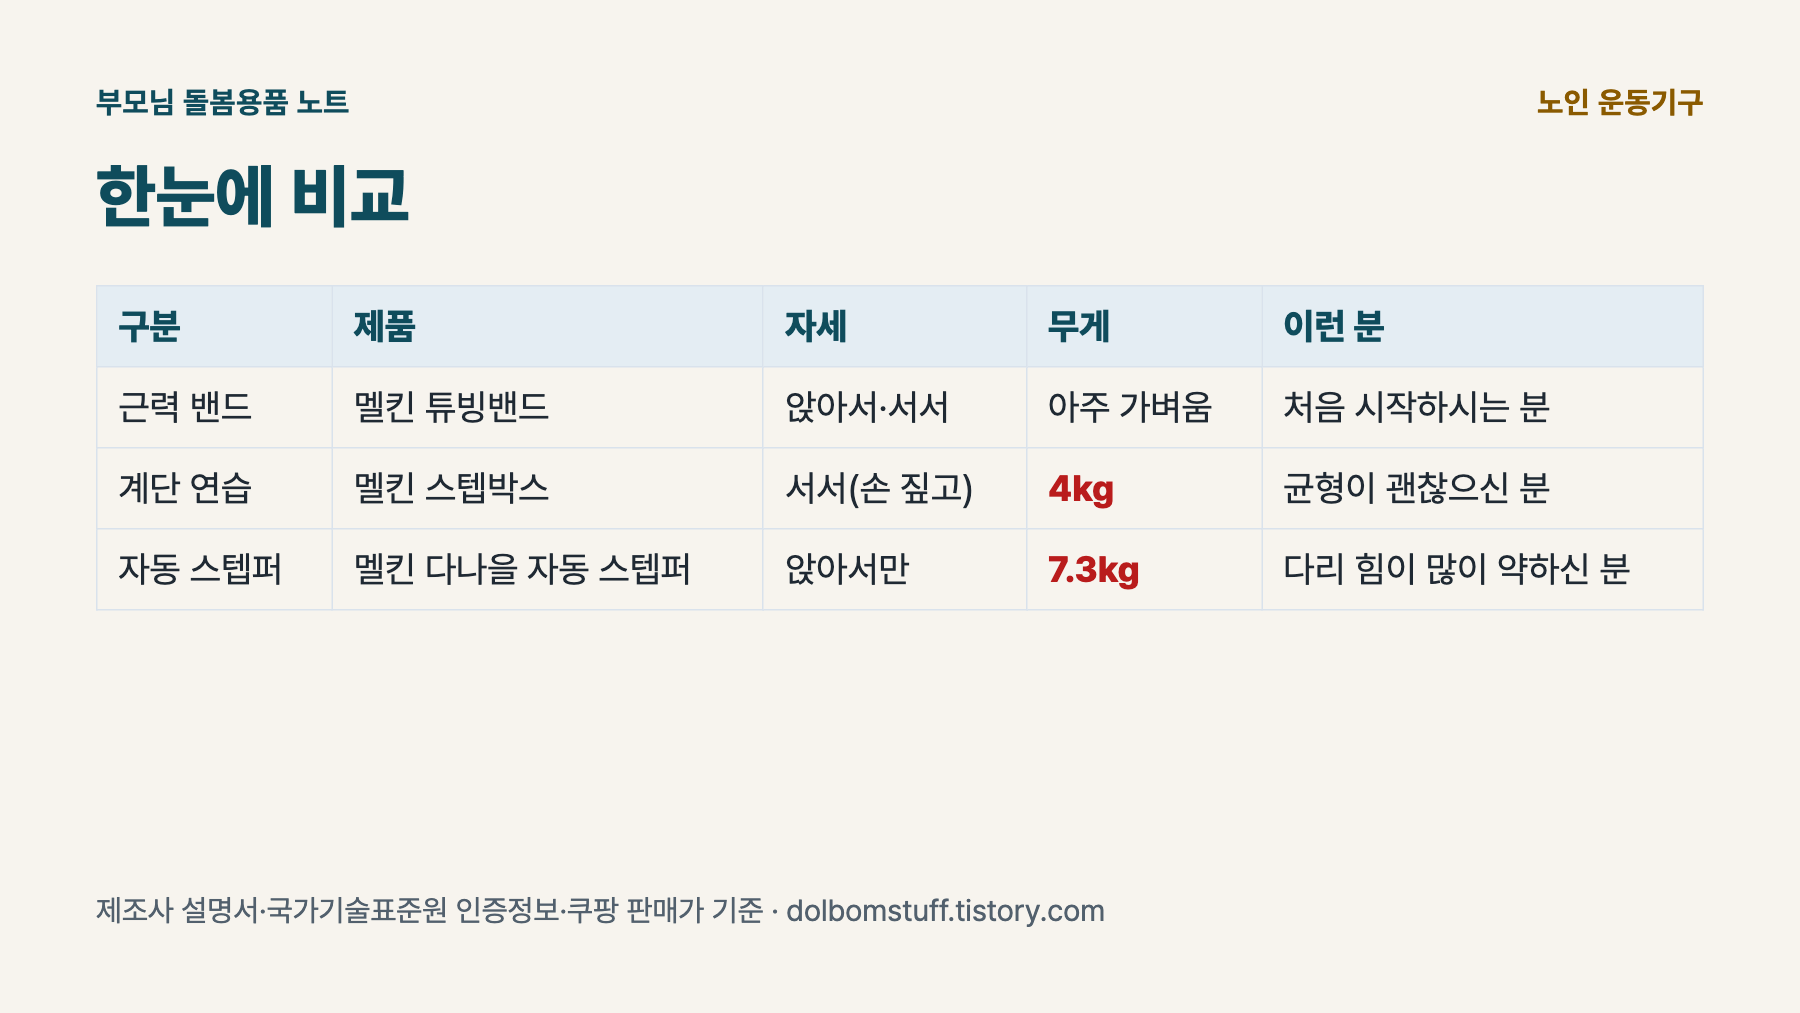 부모님 돌봄용품 노트
노인 운동기구
한눈에 비교
구분 제품 자세 무게 이런 분
근력 밴드 멜킨 튜빙밴드 앉아서·서서 아주 가벼움 처음 시작하시는 분
계단 연습 멜킨 스텝박스 서서(손 짚고) 4kg 균형이 괜찮으신 분
자동 스텝퍼 멜킨 다나을 자동 스텝퍼 앉아서만 7.3kg 다리 힘이 많이 약하신 분
제조사 설명서·국가기술표준원 인증정보·쿠팡 판매가 기준 · dolbomstuff.tistory.com